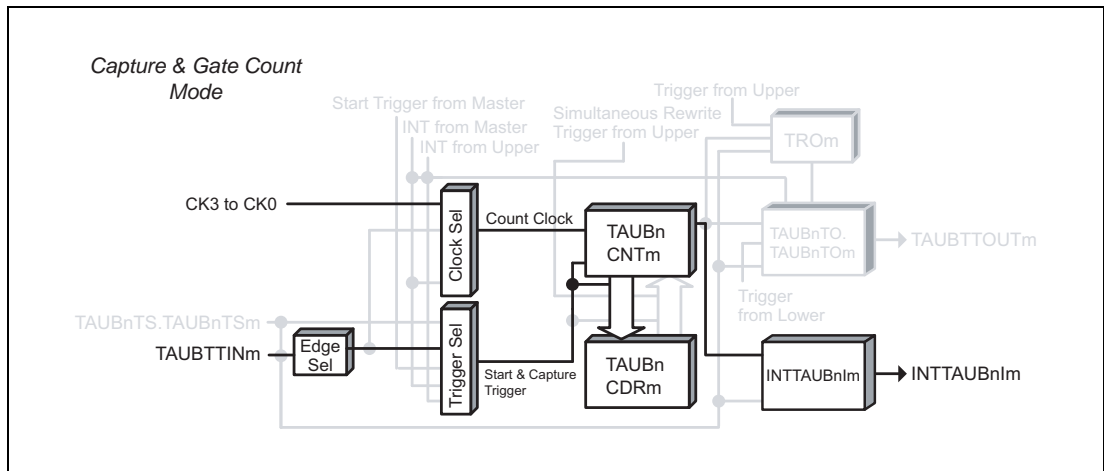 Capture & Gate Count
Mode
Trigger from Upper
Start Trigger from Master
Simultaneous Rewrite
Trigger from Upper
INT from Master
INT from Upper
TROm
CK3 to CK0
Clock Sel
Count Clock
TAUBn
CNTm
TAUBnTO.
TAUBnTOm
TAUBTTOUTm
Trigger
from Lower
TAUBnTS.TAUBnTSm
TAUBTTINm
Edge
Sel
Trigger Sel
Start & Capture
Trigger
TAUBn
CDRm
INTTAUBnIm
INTTAUBnIm